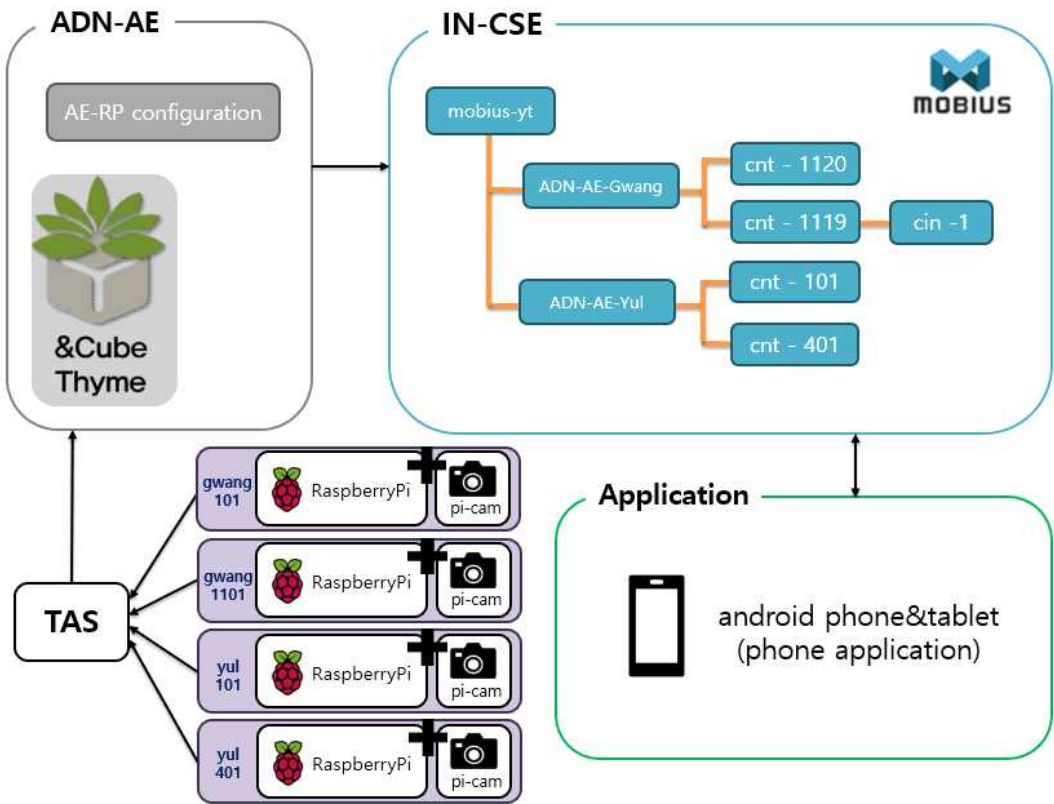 ADN-AE
AE-RP configuration
&Cube
Thyme
IN-CSE
MOBIUS
mobius-yt
ADN-AE-Gwang
cnt - 1120
cnt - 1119
cin -1
ADN-AE-Yul
cnt - 101
cnt - 401
TAS
gwang
101
RaspberryPi
pi-cam
gwang
1101
RaspberryPi
pi-cam
yul
101
RaspberryPi
pi-cam
yul
401
RaspberryPi
pi-cam
Application
android phone&tablet
(phone application)